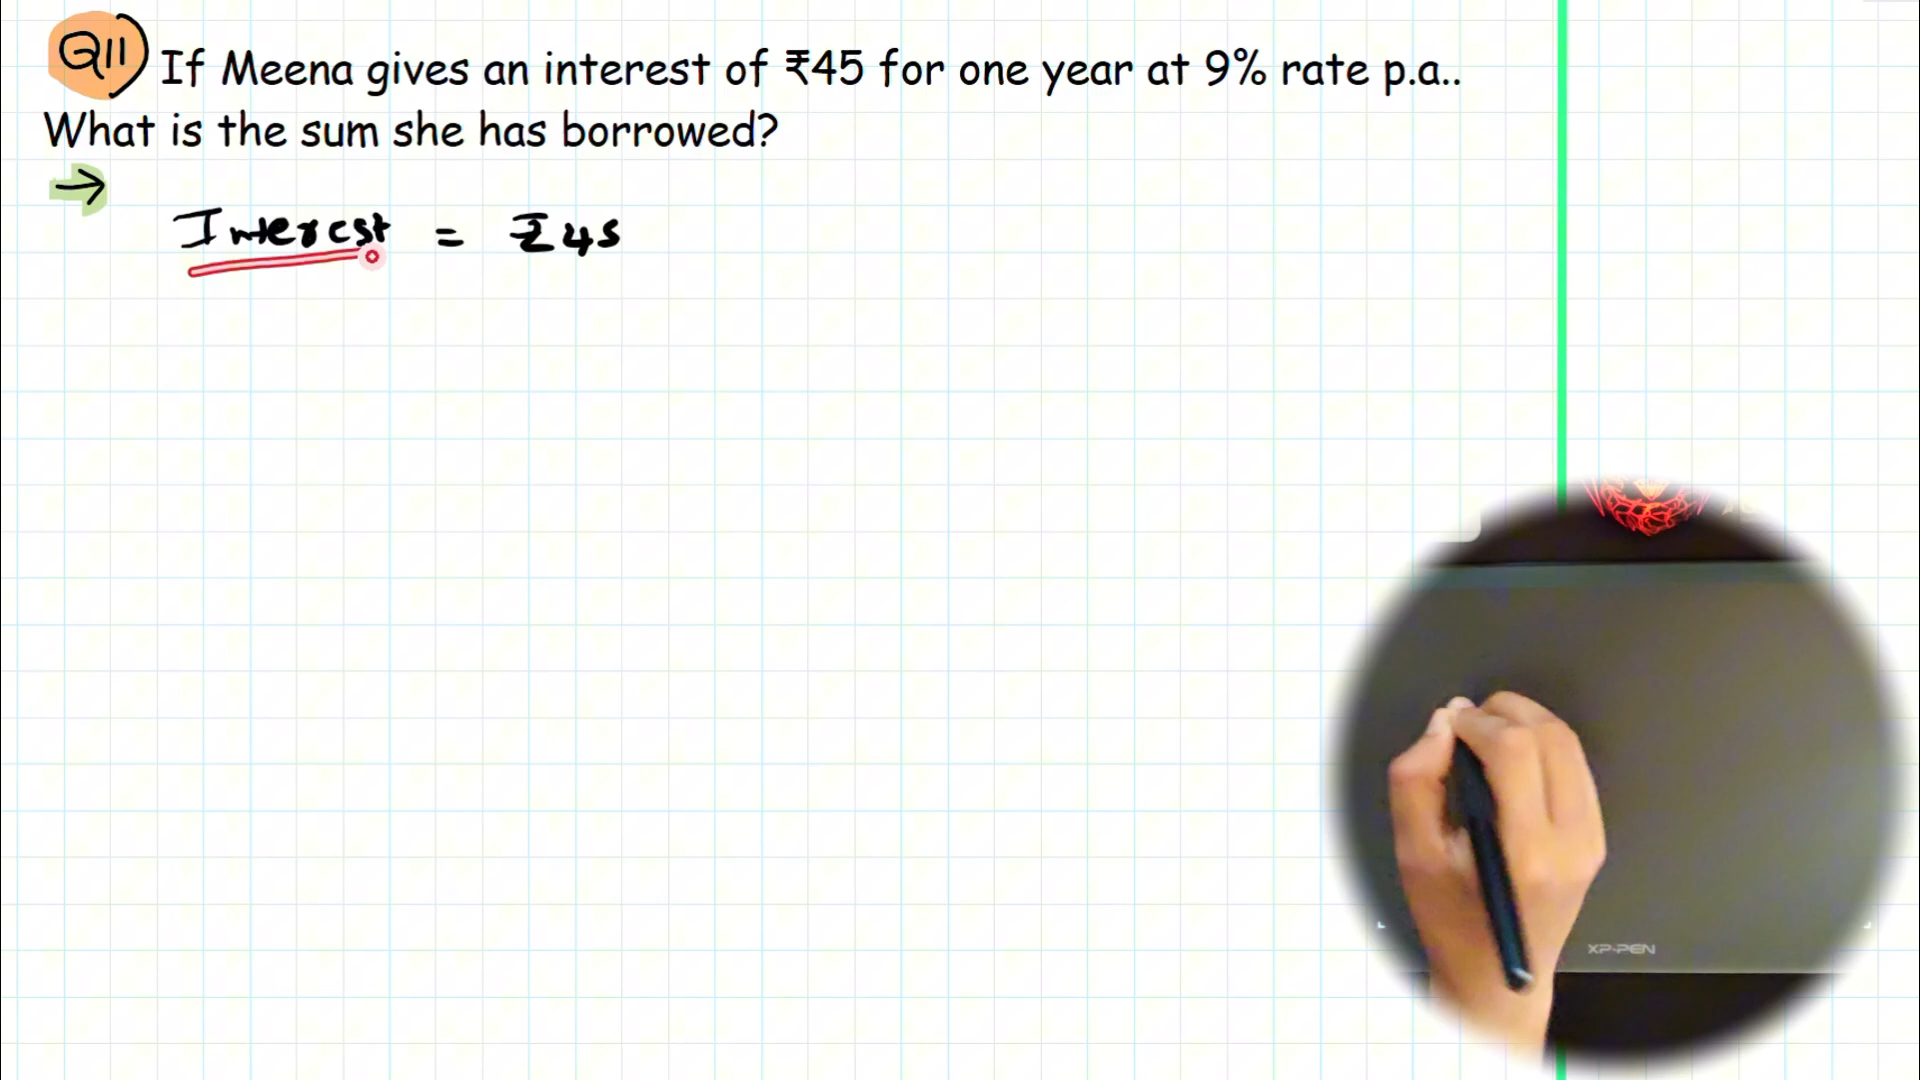 Q11 If Meena gives an interest of ₹45 for one year at 9% rate p.a..
What is the sum she has borrowed?
→
Interest = ₹45
XP-PEN